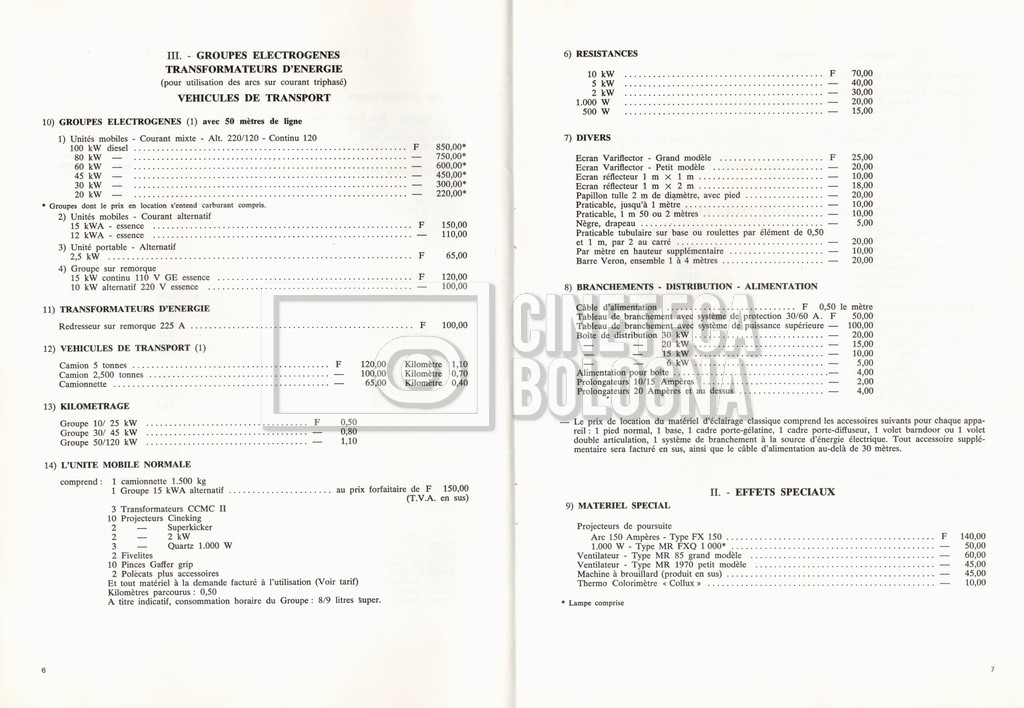 III. - GROUPES ELECTROGENES
TRANSFORMATEURS D'ENERGIE
(pour utilisation des arcs sur courant triphasé)
VEHICULES DE TRANSPORT
10) GROUPES ELECTROGENES (1) avec 50 mètres de ligne
1) Unités mobiles - Courant mixte - Alt. 220/120 - Continu 120
100 kW diesel ........ F 850,00*
80 kW — ........ — 750,00*
60 kW — ........ — 600,00*
45 kW — ........ — 450,00*
30 kW — ........ — 300,00*
20 kW — ........ — 220,00*
* Groupes dont le prix en location s'entend carburant compris.
2) Unités mobiles - Courant alternatif
15 kWA - essence ........ F 150,00
12 kWA - essence ........ — 110,00
3) Unité portable - Alternatif
2,5 kW ........ F 65,00
4) Groupe sur remorque
15 kW continu 110 V GE essence ........ F 120,00
10 kW alternatif 220 V essence ........ — 100,00
11) TRANSFORMATEURS D'ENERGIE
Redresseur sur remorque 225 A ........ F 100,00
12) VEHICULES DE TRANSPORT (1)
Camion 5 tonnes ........ F 120,00 Kilomètre 1,10
Camion 2,500 tonnes ........ — 100,00 Kilomètre 0,70
Camionnette ........ — 65,00 Kilomètre 0,40
13) KILOMETRAGE
Groupe 10/ 25 kW ........ F 0,50
Groupe 30/ 45 kW ........ — 0,80
Groupe 50/120 kW ........ — 1,10
14) L'UNITE MOBILE NORMALE
comprend : 1 camionnette 1.500 kg
1 Groupe 15 kWA alternatif ........ au prix forfaitaire de F 150,00
(T.V.A. en sus)
3 Transformateurs CCMC II
10 Projecteurs Cineking
2 — Superkicker
2 — 2 kW
3 — Quartz 1.000 W
2 Fivelites
10 Pinces Gaffer grip
2 Polecats plus accessoires
Et tout matériel à la demande facturé à l'utilisation (Voir tarif)
Kilomètres parcourus : 0,50
A titre indicatif, consommation horaire du Groupe : 8/9 litres Super.
6
6) RESISTANCES
10 kW ........ F 70,00
5 kW ........ — 40,00
2 kW ........ — 30,00
1.000 W ........ — 20,00
500 W ........ — 15,00
7) DIVERS
Ecran Variflector - Grand modèle ........ F 25,00
Ecran Variflector - Petit modèle ........ — 20,00
Ecran réflecteur 1 m × 1 m ........ — 10,00
Ecran réflecteur 1 m × 2 m ........ — 18,00
Papillon tulle 2 m de diamètre, avec pied ........ — 20,00
Praticable, jusqu'à 1 mètre ........ — 10,00
Praticable, 1 m 50 ou 2 mètres ........ — 10,00
Nègre, drapeau ........ — 5,00
Praticable tubulaire sur base ou roulettes par élément de 0,50
et 1 m, par 2 au carré ........ — 20,00
Par mètre en hauteur supplémentaire ........ — 10,00
Barre Veron, ensemble 1 à 4 mètres ........ — 20,00
8) BRANCHEMENTS - DISTRIBUTION - ALIMENTATION
Câble d'alimentation ........ F 0,50 le mètre
Tableau de branchement avec système de protection 30/60 A. F 50,00
Tableau de branchement avec système de puissance supérieure — 100,00
Boîte de distribution 30 kW ........ — 20,00
— — 20 kW ........ — 15,00
— — 15 kW ........ — 10,00
— — 6 kW ........ — 5,00
Alimentation pour boîte ........ — 4,00
Prolongateurs 10/15 Ampères ........ — 2,00
Prolongateurs 20 Ampères et au dessus ........ — 4,00
— Le prix de location du matériel d'éclairage classique comprend les accessoires suivants pour chaque appa-
reil : 1 pied normal, 1 base, 1 cadre porte-gélatine, 1 cadre porte-diffuseur, 1 volet barndoor ou 1 volet
double articulation, 1 système de branchement à la source d'énergie électrique. Tout accessoire supplé-
mentaire sera facturé en sus, ainsi que le câble d'alimentation au-delà de 30 mètres.
II. - EFFETS SPECIAUX
9) MATERIEL SPECIAL
Projecteurs de poursuite
Arc 150 Ampères - Type FX 150 ........ F 140,00
1.000 W - Type MR FXQ 1 000* ........ — 50,00
Ventilateur - Type MR 85 grand modèle ........ — 60,00
Ventilateur - Type MR 1970 petit modèle ........ — 45,00
Machine à brouillard (produit en sus) ........ — 45,00
Thermo Colorimètre « Collux » ........ — 10,00
* Lampe comprise
7
©
CINETECA
BOLOGNA